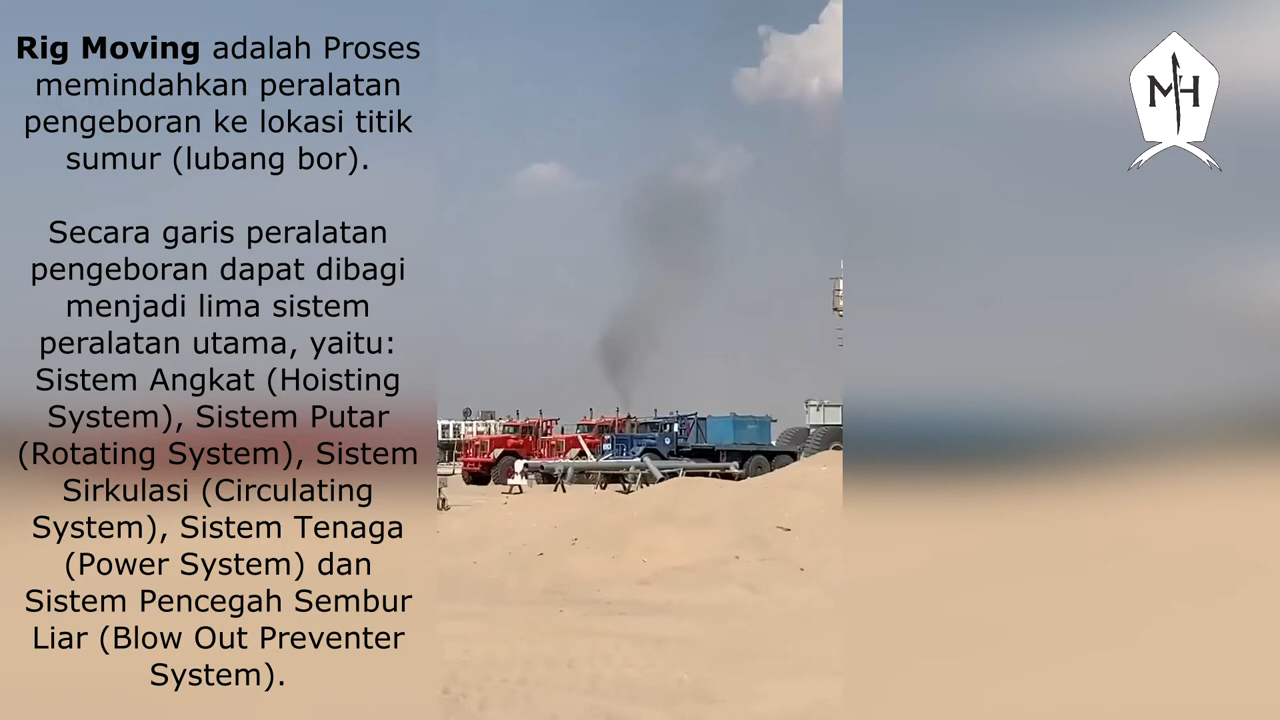 Rig Moving adalah Proses
memindahkan peralatan
pengeboran ke lokasi titik
sumur (lubang bor).
Secara garis peralatan
pengeboran dapat dibagi
menjadi lima sistem
peralatan utama, yaitu:
Sistem Angkat (Hoisting
System), Sistem Putar
(Rotating System), Sistem
Sirkulasi (Circulating
System), Sistem Tenaga
(Power System) dan
Sistem Pencegah Sembur
Liar (Blow Out Preventer
System).
MH